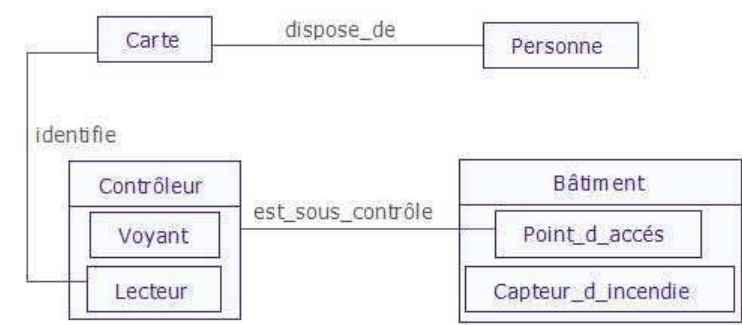 Carte
dispose_de
Personne
identifie
Contrôleur
Voyant
Lecteur
est_sous_contrôle
Bâtiment
Point_d_accés
Capteur_d_incendie